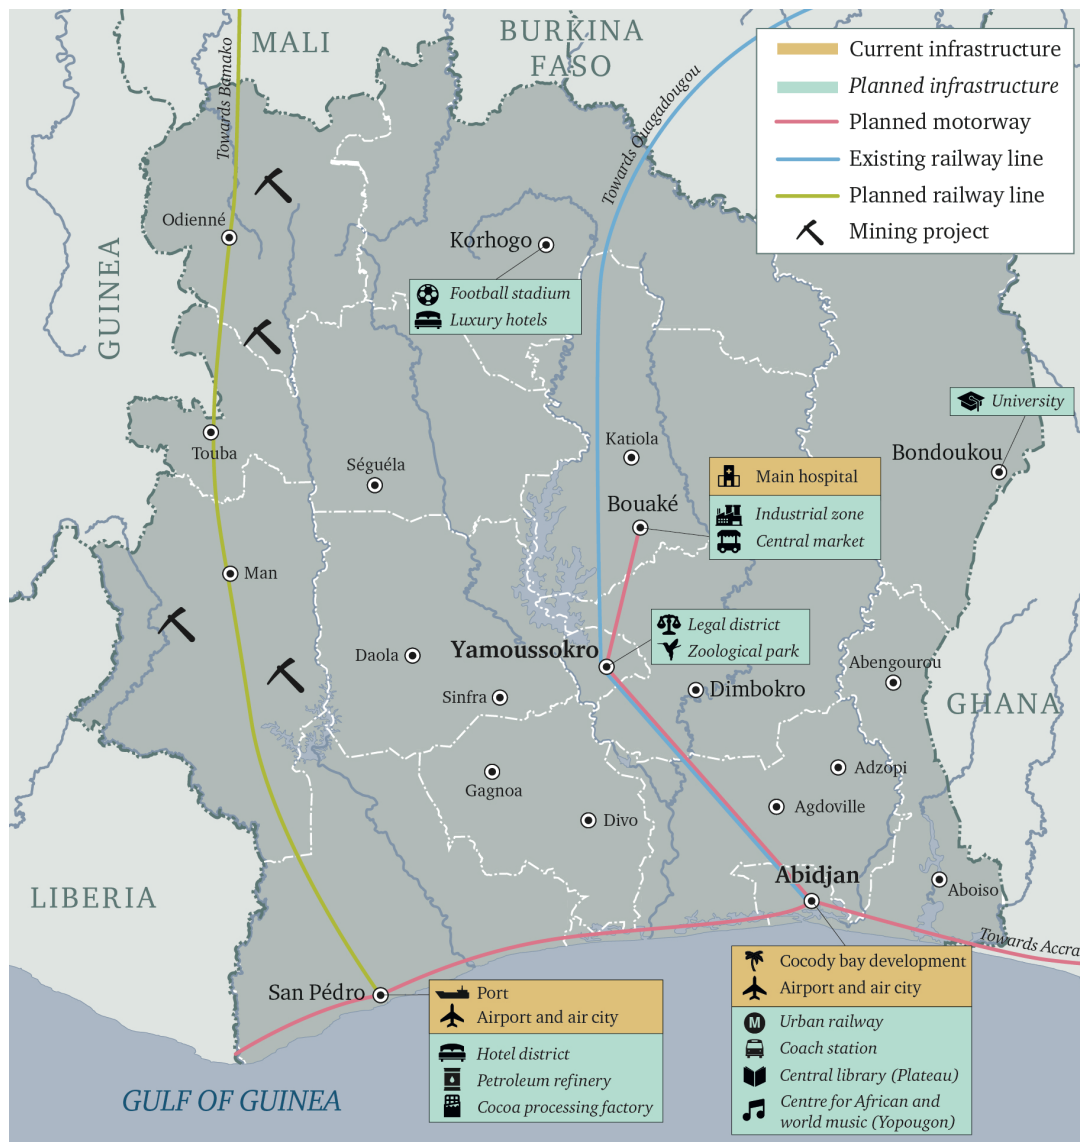 MALI
BURKINA
FASO
Current infrastructure
Planned infrastructure
Planned motorway
Existing railway line
Planned railway line
Mining project
Towards Bamako
Towards Ouagadougou
Odienné
Korhogo
GUINEA
Football stadium
Luxury hotels
University
Touba
Katiola
Bondoukou
Séguéla
Main hospital
Bouaké
Industrial zone
Central market
Man
Legal district
Zoological park
Yamoussokro
Daola
Abengourou
Sinfra
Dimbokro
GHANA
Gagnoa
Adzopi
Agdoville
Divo
Abidjan
Aboiso
LIBERIA
Towards Accra
Cocody bay development
Airport and air city
Urban railway
Coach station
Central library (Plateau)
Centre for African and
world music (Yopougon)
San Pédro
Port
Airport and air city
Hotel district
Petroleum refinery
Cocoa processing factory
GULF OF GUINEA
M